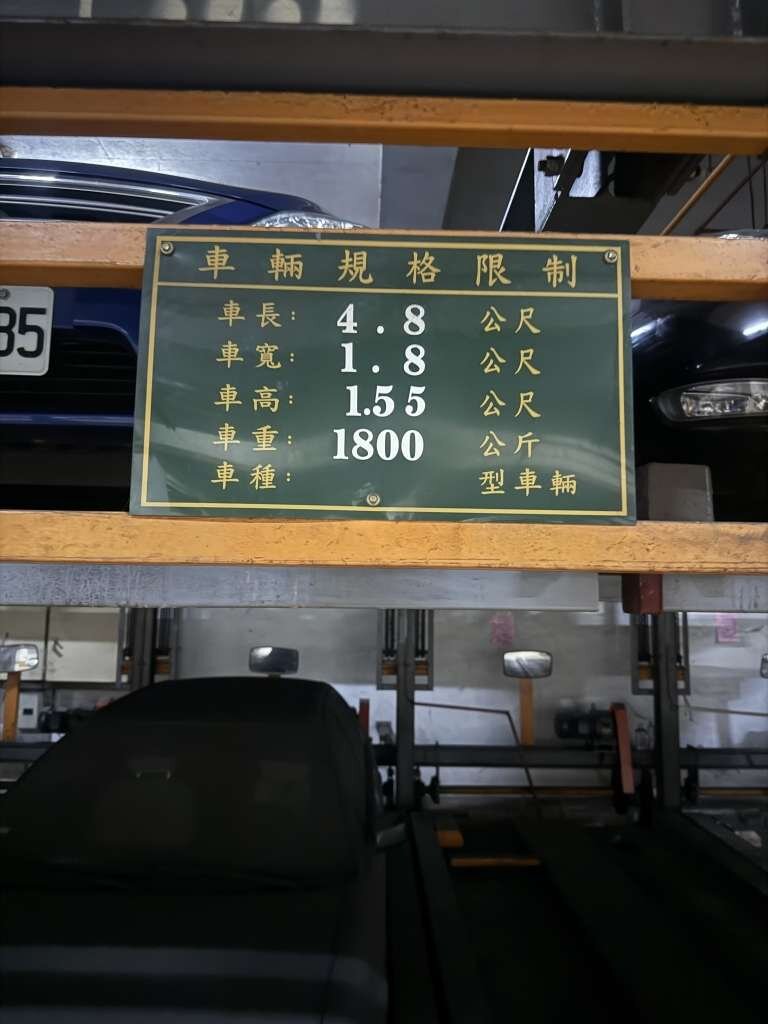 車輛規格限制
車長: 4.8 公尺
車寬: 1.8 公尺
車高: 1.55 公尺
車重: 1800 公斤
車種: 型車輛
85